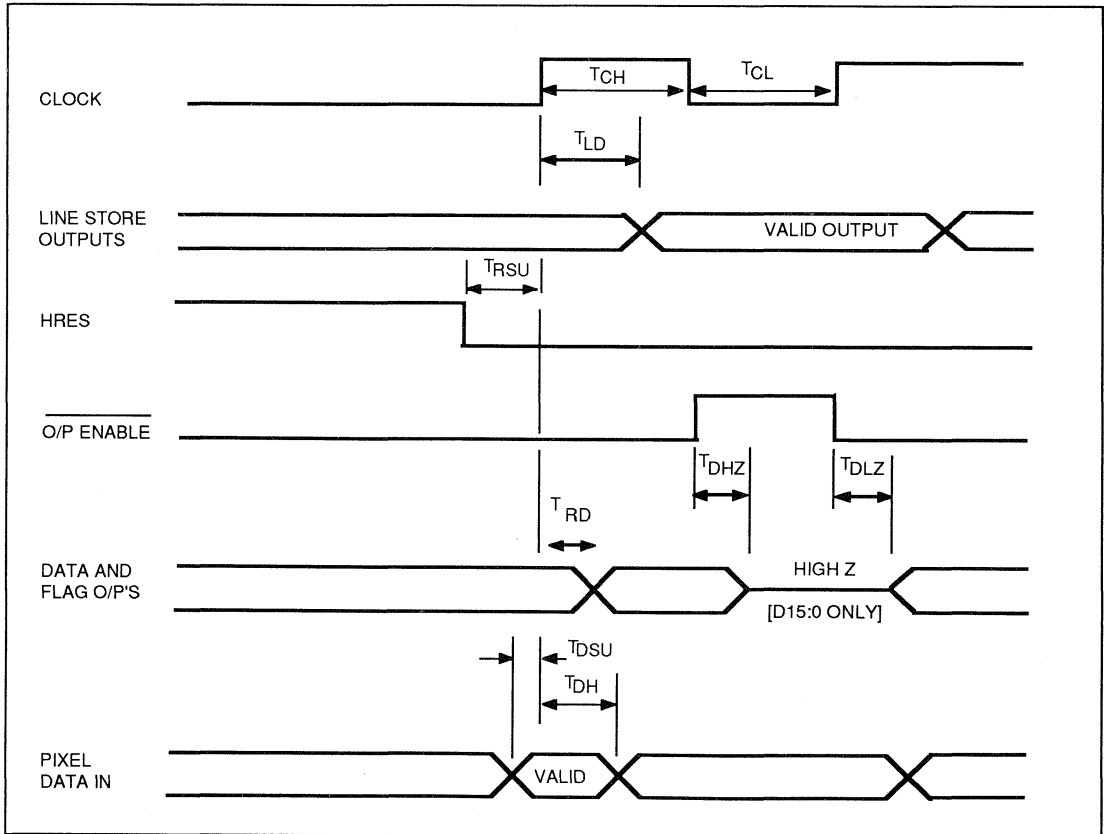 CLOCK
TCH
TCL
TLD
LINE STORE
OUTPUTS
VALID OUTPUT
TRSU
HRES
O/P ENABLE
TDHZ
TDLZ
T RD
DATA AND
FLAG O/P'S
HIGH Z
[D15:0 ONLY]
TDSU
TDH
PIXEL
DATA IN
VALID